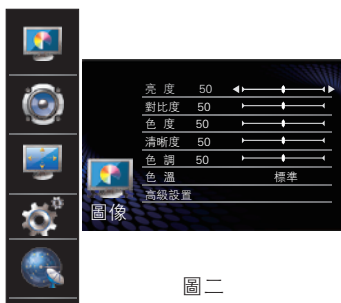 亮 度 50
對比度 50
色 度 50
清晰度 50
色 調 50
色 溫 標準
高級設置
圖像
圖二